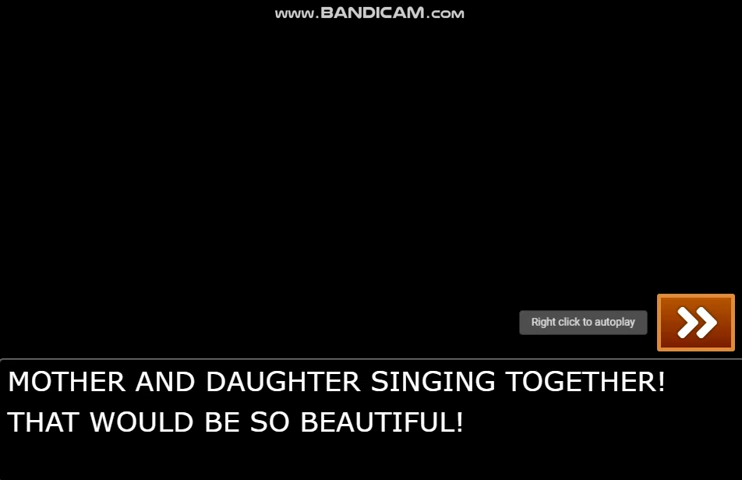 www.BANDICAM.com
Right click to autoplay
MOTHER AND DAUGHTER SINGING TOGETHER!
THAT WOULD BE SO BEAUTIFUL!